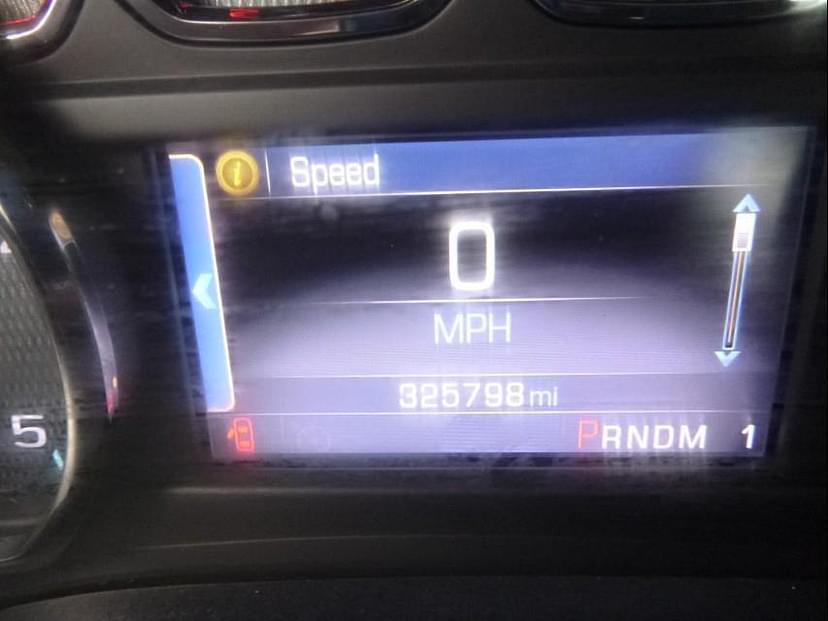 i Speed
0
MPH
325798 mi
PRNDM 1
5